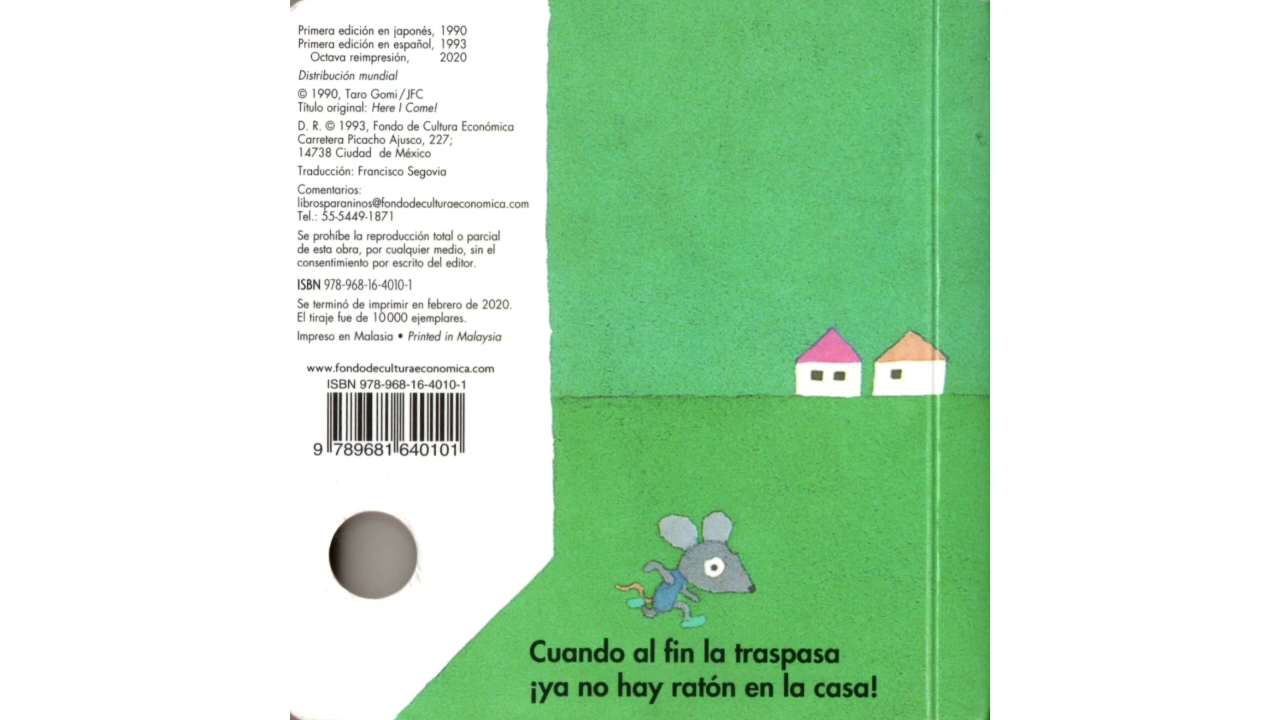 Primera edición en japonés, 1990
Primera edición en español, 1993
Octava reimpresión, 2020
Distribución mundial
© 1990, Taro Gomi/JFC
Título original: Here I Come!
D. R. © 1993, Fondo de Cultura Económica
Carretera Picacho Ajusco, 227;
14738 Ciudad de México
Traducción: Francisco Segovia
Comentarios:
librosparaninos@fondodeculturaeconomica.com
Tel.: 55-5449-1871
Se prohíbe la reproducción total o parcial
de esta obra, por cualquier medio, sin el
consentimiento por escrito del editor.
ISBN 978-968-16-4010-1
Se terminó de imprimir en febrero de 2020.
El tiraje fue de 10 000 ejemplares.
Impreso en Malasia • Printed in Malaysia
www.fondodeculturaeconomica.com
ISBN 978-968-16-4010-1
9 789681 640101
Cuando al fin la traspasa
¡ya no hay ratón en la casa!